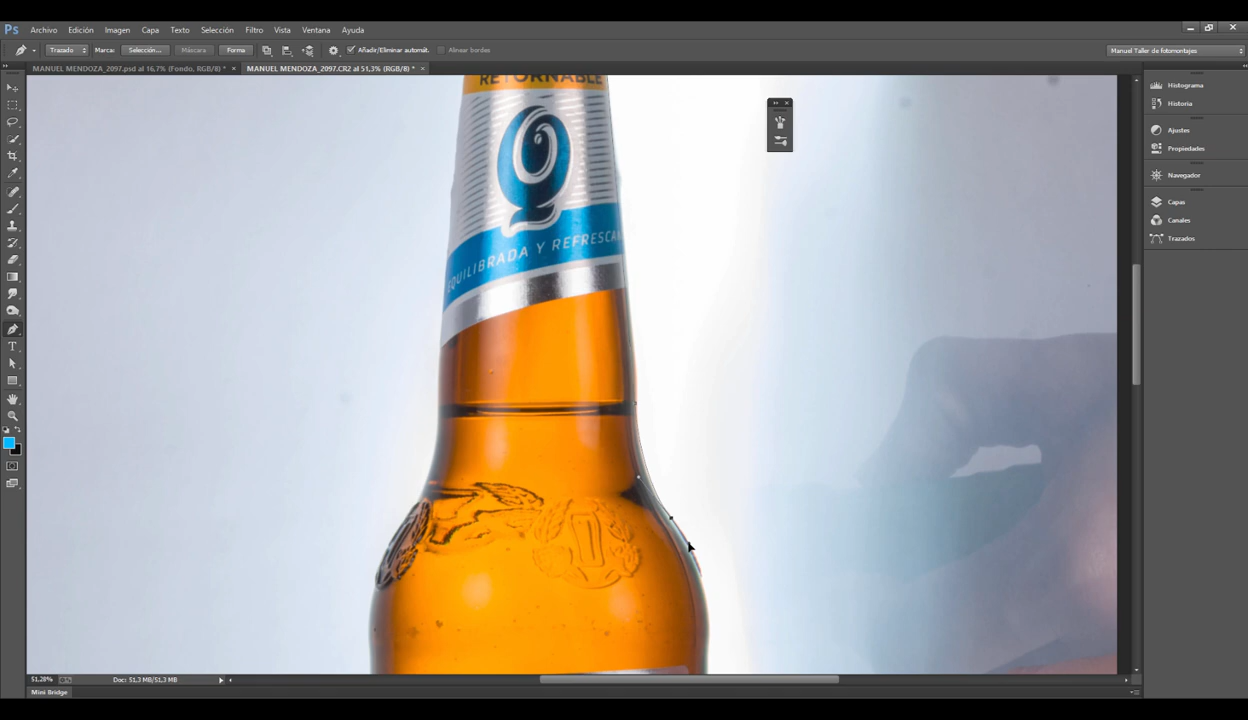 Ps Archivo Edición Imagen Capa Texto Selección Filtro Vista Ventana Ayuda
Trazado Marca: Selección... Máscara Forma Añadir/Eliminar automát. Alinear bordes Manuel Taller de fotomontajes
MANUEL MENDOZA_2097.psd al 16,7% (Fondo, RGB/8) * × MANUEL MENDOZA_2097.CR2 al 51,3% (RGB/8) * ×
RETORNABLE
Q
EQUILIBRADA Y REFRESCAN
Histograma
Historia
Ajustes
Propiedades
Navegador
Capas
Canales
Trazados
51,28% Doc: 51,3 MB/51,3 MB
Mini Bridge